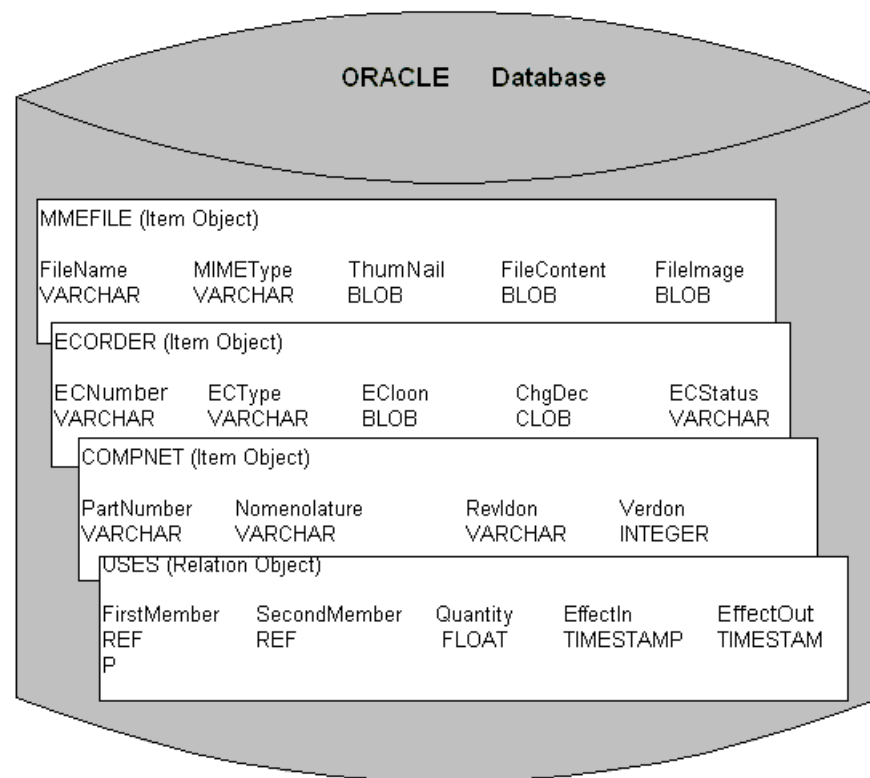 ORACLE Database
MMEFILE (Item Object)
FileName MIMEType ThumNail FileContent FileImage
VARCHAR VARCHAR BLOB BLOB BLOB
ECORDER (Item Object)
ECNumber ECType ECIoon ChgDec ECStatus
VARCHAR VARCHAR BLOB CLOB VARCHAR
COMPNET (Item Object)
PartNumber Nomenolature RevIdon Verdon
VARCHAR VARCHAR VARCHAR INTEGER
USES (Relation Object)
FirstMember SecondMember Quantity EffectIn EffectOut
REF REF FLOAT TIMESTAMP TIMESTAM
P